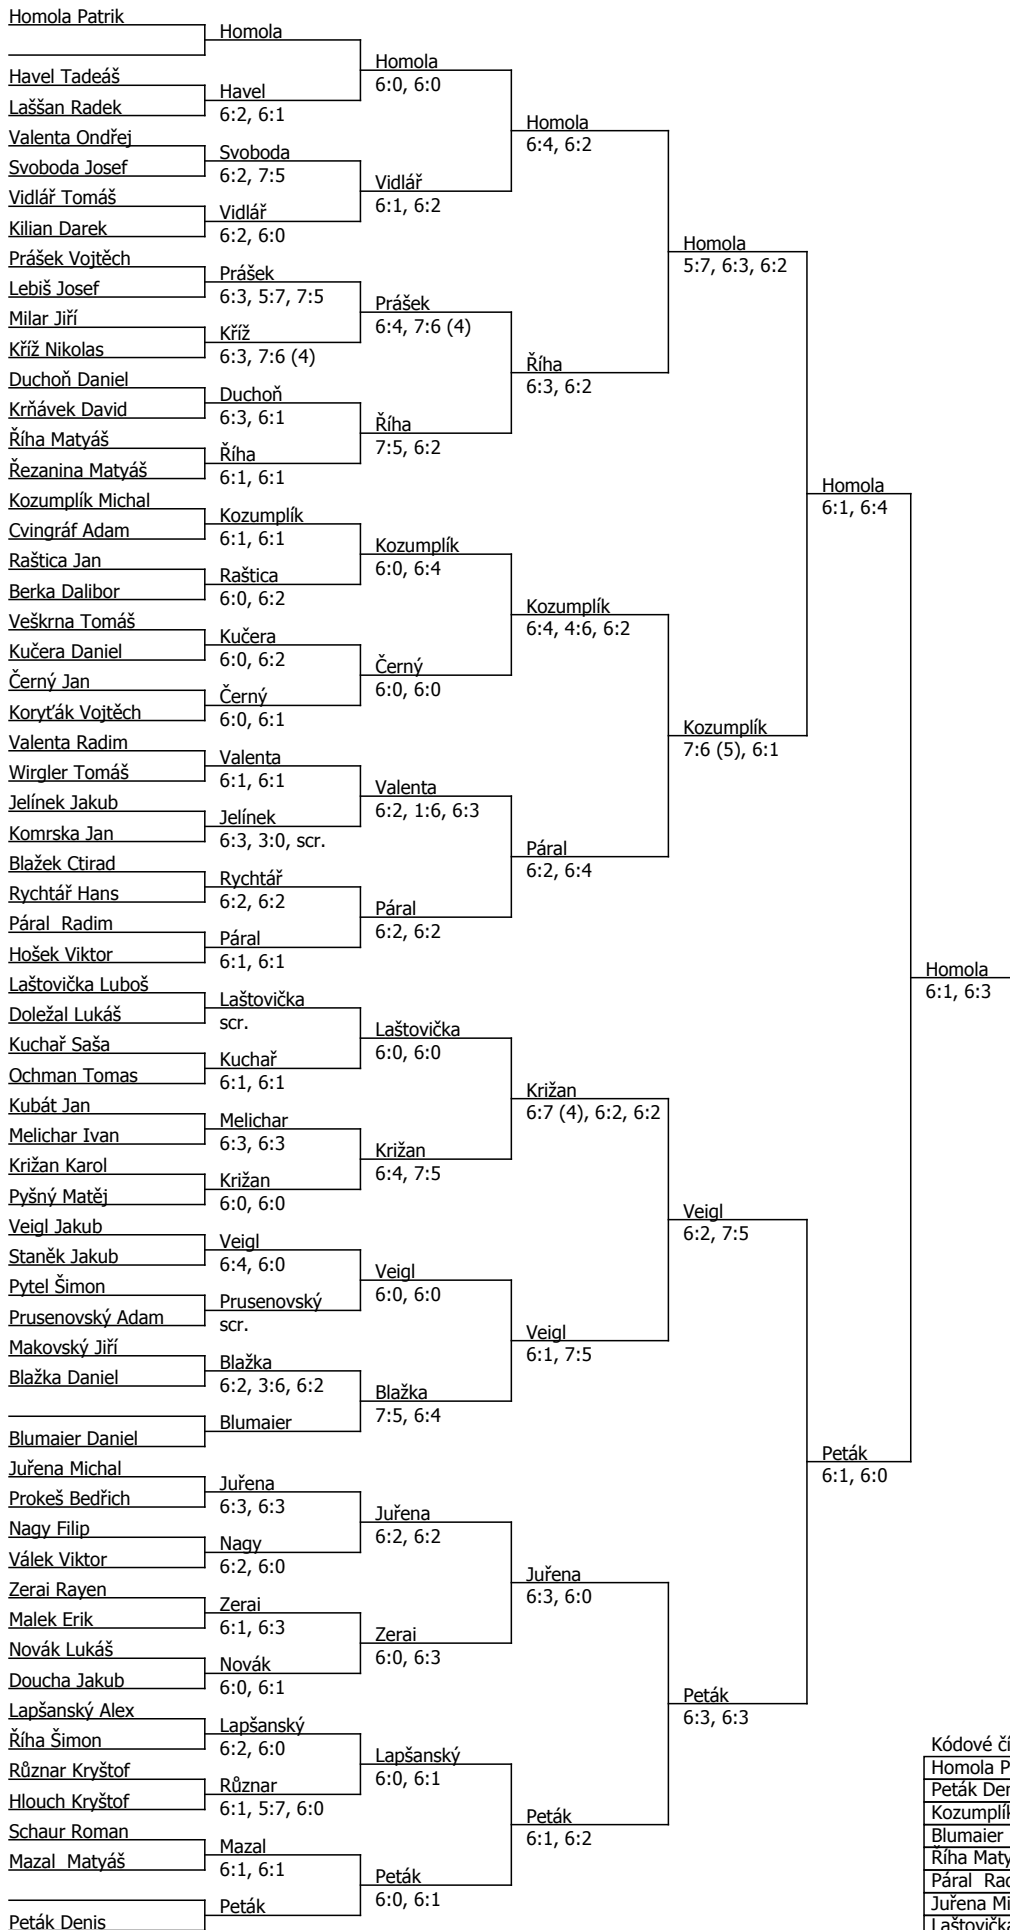 Homola Patrik
Homola
Homola
6:0, 6:0
Havel Tadeáš
Laššan Radek
Havel
6:2, 6:1
Homola
6:4, 6:2
Valenta Ondřej
Svoboda Josef
Svoboda
6:2, 7:5
Vidlář
6:1, 6:2
Vidlář Tomáš
Kilian Darek
Vidlář
6:2, 6:0
Homola
5:7, 6:3, 6:2
Prášek Vojtěch
Lebiš Josef
Prášek
6:3, 5:7, 7:5
Prášek
6:4, 7:6 (4)
Milar Jiří
Kříž Nikolas
Kříž
6:3, 7:6 (4)
Říha
6:3, 6:2
Duchoň Daniel
Krňávek David
Duchoň
6:3, 6:1
Říha
7:5, 6:2
Říha Matyáš
Řezanina Matyáš
Říha
6:1, 6:1
Homola
6:1, 6:4
Kozumplík Michal
Cvingráf Adam
Kozumplík
6:1, 6:1
Kozumplík
6:0, 6:4
Raštica Jan
Berka Dalibor
Raštica
6:0, 6:2
Kozumplík
6:4, 4:6, 6:2
Veškrna Tomáš
Kučera Daniel
Kučera
6:0, 6:2
Černý
6:0, 6:0
Černý Jan
Koryťák Vojtěch
Černý
6:0, 6:1
Kozumplík
7:6 (5), 6:1
Valenta Radim
Wirgler Tomáš
Valenta
6:1, 6:1
Valenta
6:2, 1:6, 6:3
Jelínek Jakub
Komrska Jan
Jelínek
6:3, 3:0, scr.
Páral
6:2, 6:4
Blažek Ctirad
Rychtář Hans
Rychtář
6:2, 6:2
Páral
6:2, 6:2
Páral  Radim
Hošek Viktor
Páral
6:1, 6:1
Homola
6:1, 6:3
Laštovička Luboš
Doležal Lukáš
Laštovička
scr.
Laštovička
6:0, 6:0
Kuchař Saša
Ochman Tomas
Kuchař
6:1, 6:1
Križan
6:7 (4), 6:2, 6:2
Kubát Jan
Melichar Ivan
Melichar
6:3, 6:3
Križan
6:4, 7:5
Križan Karol
Pyšný Matěj
Križan
6:0, 6:0
Veigl
6:2, 7:5
Veigl Jakub
Staněk Jakub
Veigl
6:4, 6:0
Veigl
6:0, 6:0
Pytel Šimon
Prusenovský Adam
Prusenovský
scr.
Veigl
6:1, 7:5
Makovský Jiří
Blažka Daniel
Blažka
6:2, 3:6, 6:2
Blažka
7:5, 6:4
Blumaier
Blumaier Daniel
Peták
6:1, 6:0
Juřena Michal
Prokeš Bedřich
Juřena
6:3, 6:3
Juřena
6:2, 6:2
Nagy Filip
Válek Viktor
Nagy
6:2, 6:0
Juřena
6:3, 6:0
Zerai Rayen
Malek Erik
Zerai
6:1, 6:3
Zerai
6:0, 6:3
Novák Lukáš
Doucha Jakub
Novák
6:0, 6:1
Peták
6:3, 6:3
Lapšanský Alex
Říha Šimon
Lapšanský
6:2, 6:0
Lapšanský
6:0, 6:1
Různar Kryštof
Hlouch Kryštof
Různar
6:1, 5:7, 6:0
Peták
6:1, 6:2
Schaur Roman
Mazal  Matyáš
Mazal
6:1, 6:1
Peták
6:0, 6:1
Peták
Peták Denis
Kódové čí
Homola P
Peták Den
Kozumplík
Blumaier
Říha Maty
Páral  Rad
Juřena Mi
Laštovička